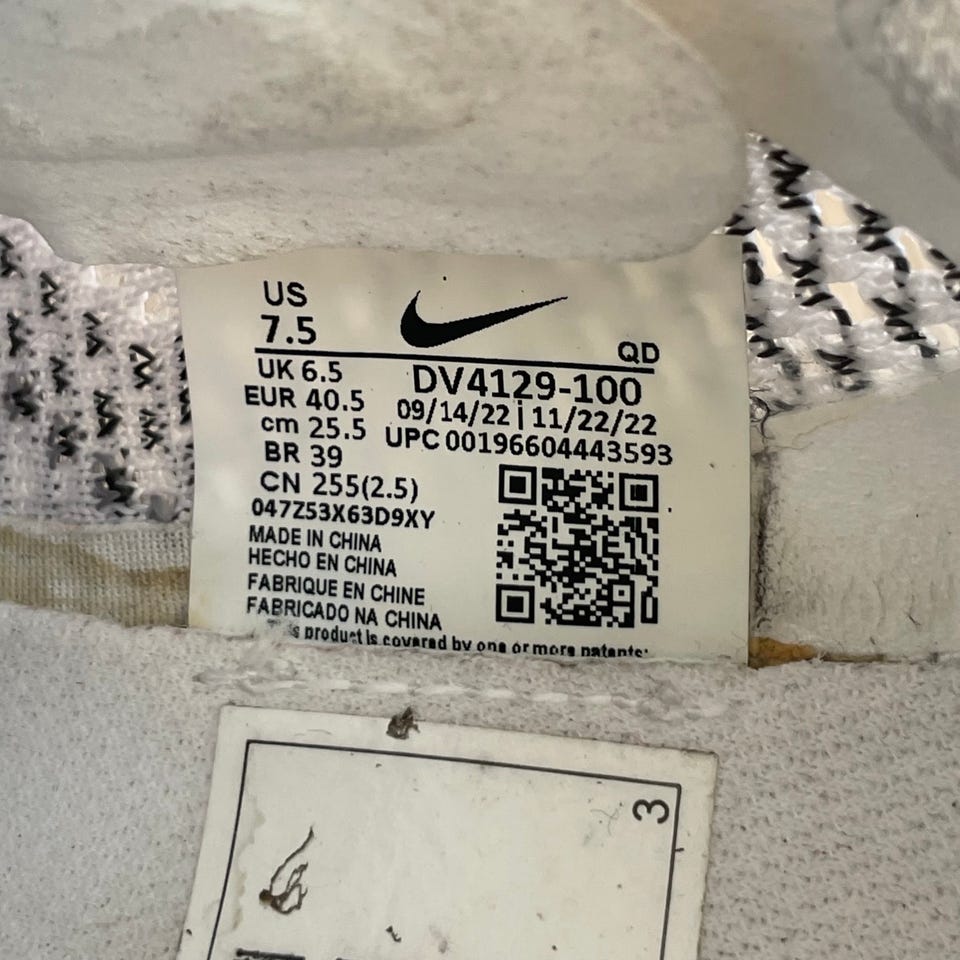 US
7.5
QD
UK 6.5
DV4129-100
EUR 40.5
09/14/22 | 11/22/22
cm 25.5
UPC 00196604443593
BR 39
CN 255(2.5)
047Z53X63D9XY
MADE IN CHINA
HECHO EN CHINA
FABRIQUE EN CHINE
FABRICADO NA CHINA
This product is covered by one or more patents:
3